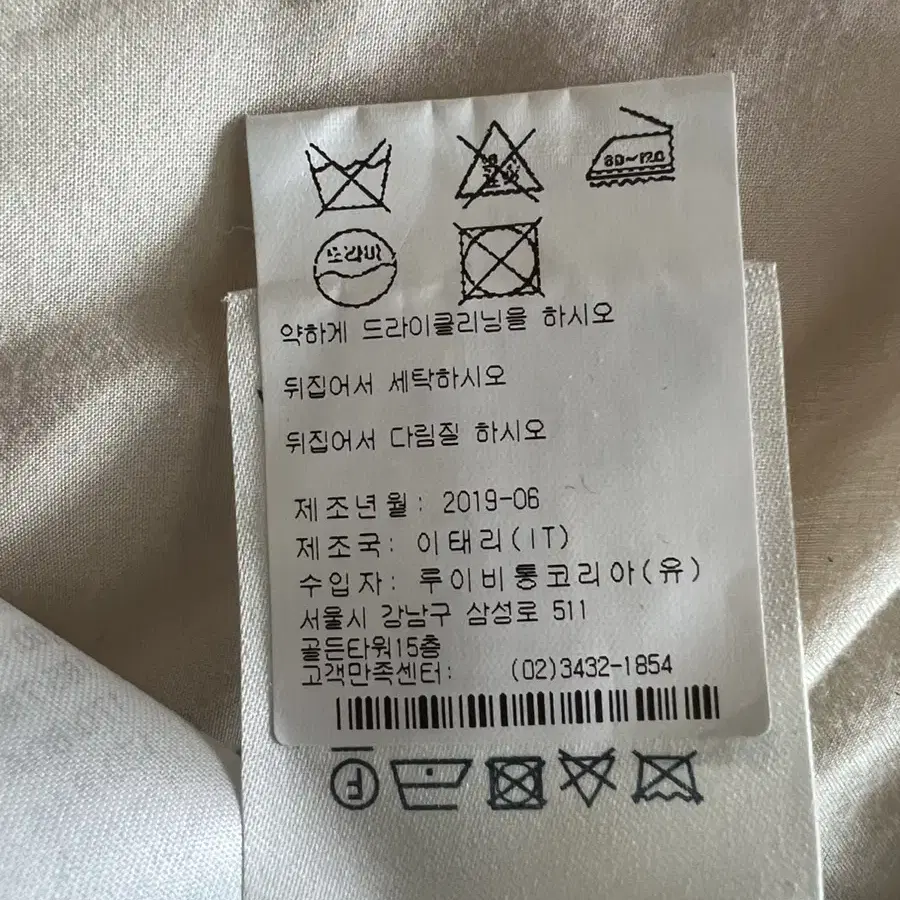 80~120
드라이
약하게 드라이클리닝을 하시오
뒤집어서 세탁하시오
뒤집어서 다림질 하시오
제조년월: 2019-06
제조국: 이태리(IT)
수입자: 루이비통코리아(유)
서울시 강남구 삼성로 511
골든타워15층
고객만족센터: (02)3432-1854
F